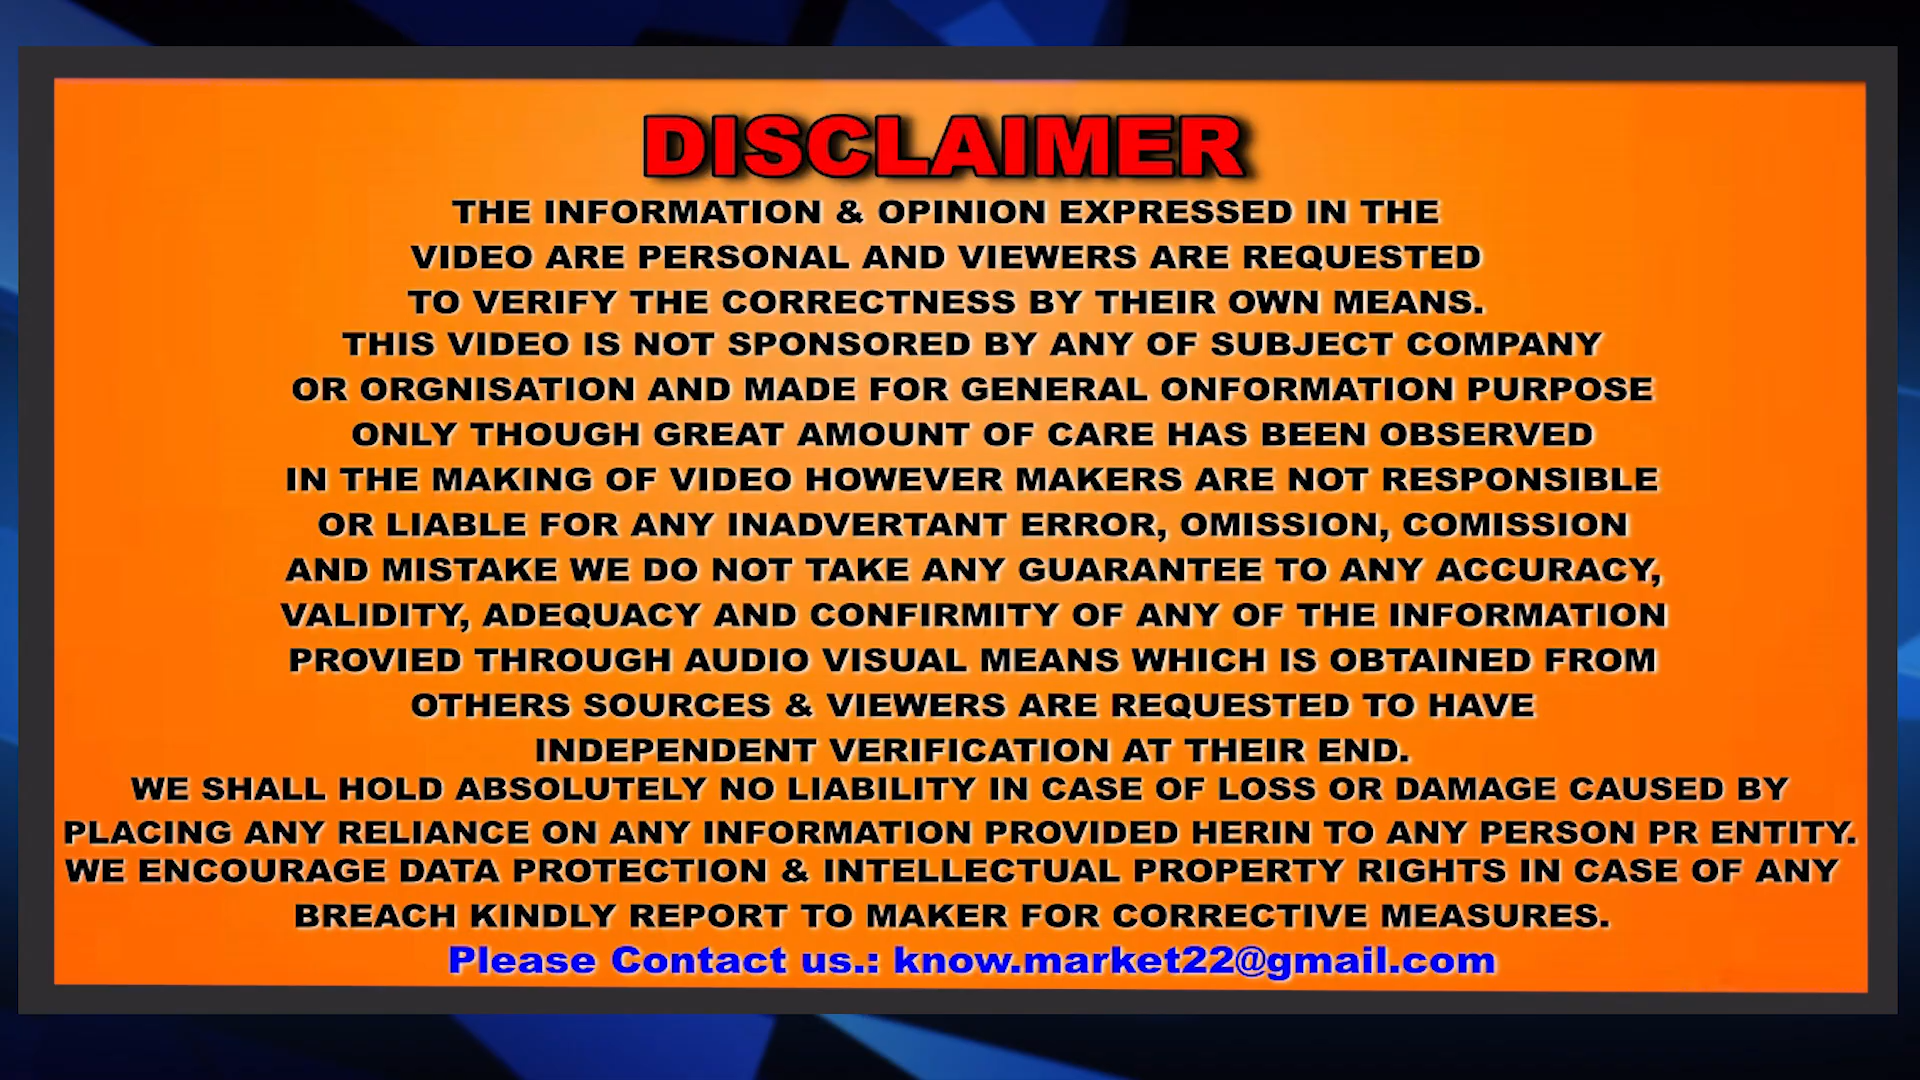 DISCLAIMER
THE INFORMATION & OPINION EXPRESSED IN THE
VIDEO ARE PERSONAL AND VIEWERS ARE REQUESTED
TO VERIFY THE CORRECTNESS BY THEIR OWN MEANS.
THIS VIDEO IS NOT SPONSORED BY ANY OF SUBJECT COMPANY
OR ORGNISATION AND MADE FOR GENERAL ONFORMATION PURPOSE
ONLY THOUGH GREAT AMOUNT OF CARE HAS BEEN OBSERVED
IN THE MAKING OF VIDEO HOWEVER MAKERS ARE NOT RESPONSIBLE
OR LIABLE FOR ANY INADVERTANT ERROR, OMISSION, COMISSION
AND MISTAKE WE DO NOT TAKE ANY GUARANTEE TO ANY ACCURACY,
VALIDITY, ADEQUACY AND CONFIRMITY OF ANY OF THE INFORMATION
PROVIED THROUGH AUDIO VISUAL MEANS WHICH IS OBTAINED FROM
OTHERS SOURCES & VIEWERS ARE REQUESTED TO HAVE
INDEPENDENT VERIFICATION AT THEIR END.
WE SHALL HOLD ABSOLUTELY NO LIABILITY IN CASE OF LOSS OR DAMAGE CAUSED BY
PLACING ANY RELIANCE ON ANY INFORMATION PROVIDED HERIN TO ANY PERSON PR ENTITY.
WE ENCOURAGE DATA PROTECTION & INTELLECTUAL PROPERTY RIGHTS IN CASE OF ANY
BREACH KINDLY REPORT TO MAKER FOR CORRECTIVE MEASURES.
Please Contact us.: know.market22@gmail.com